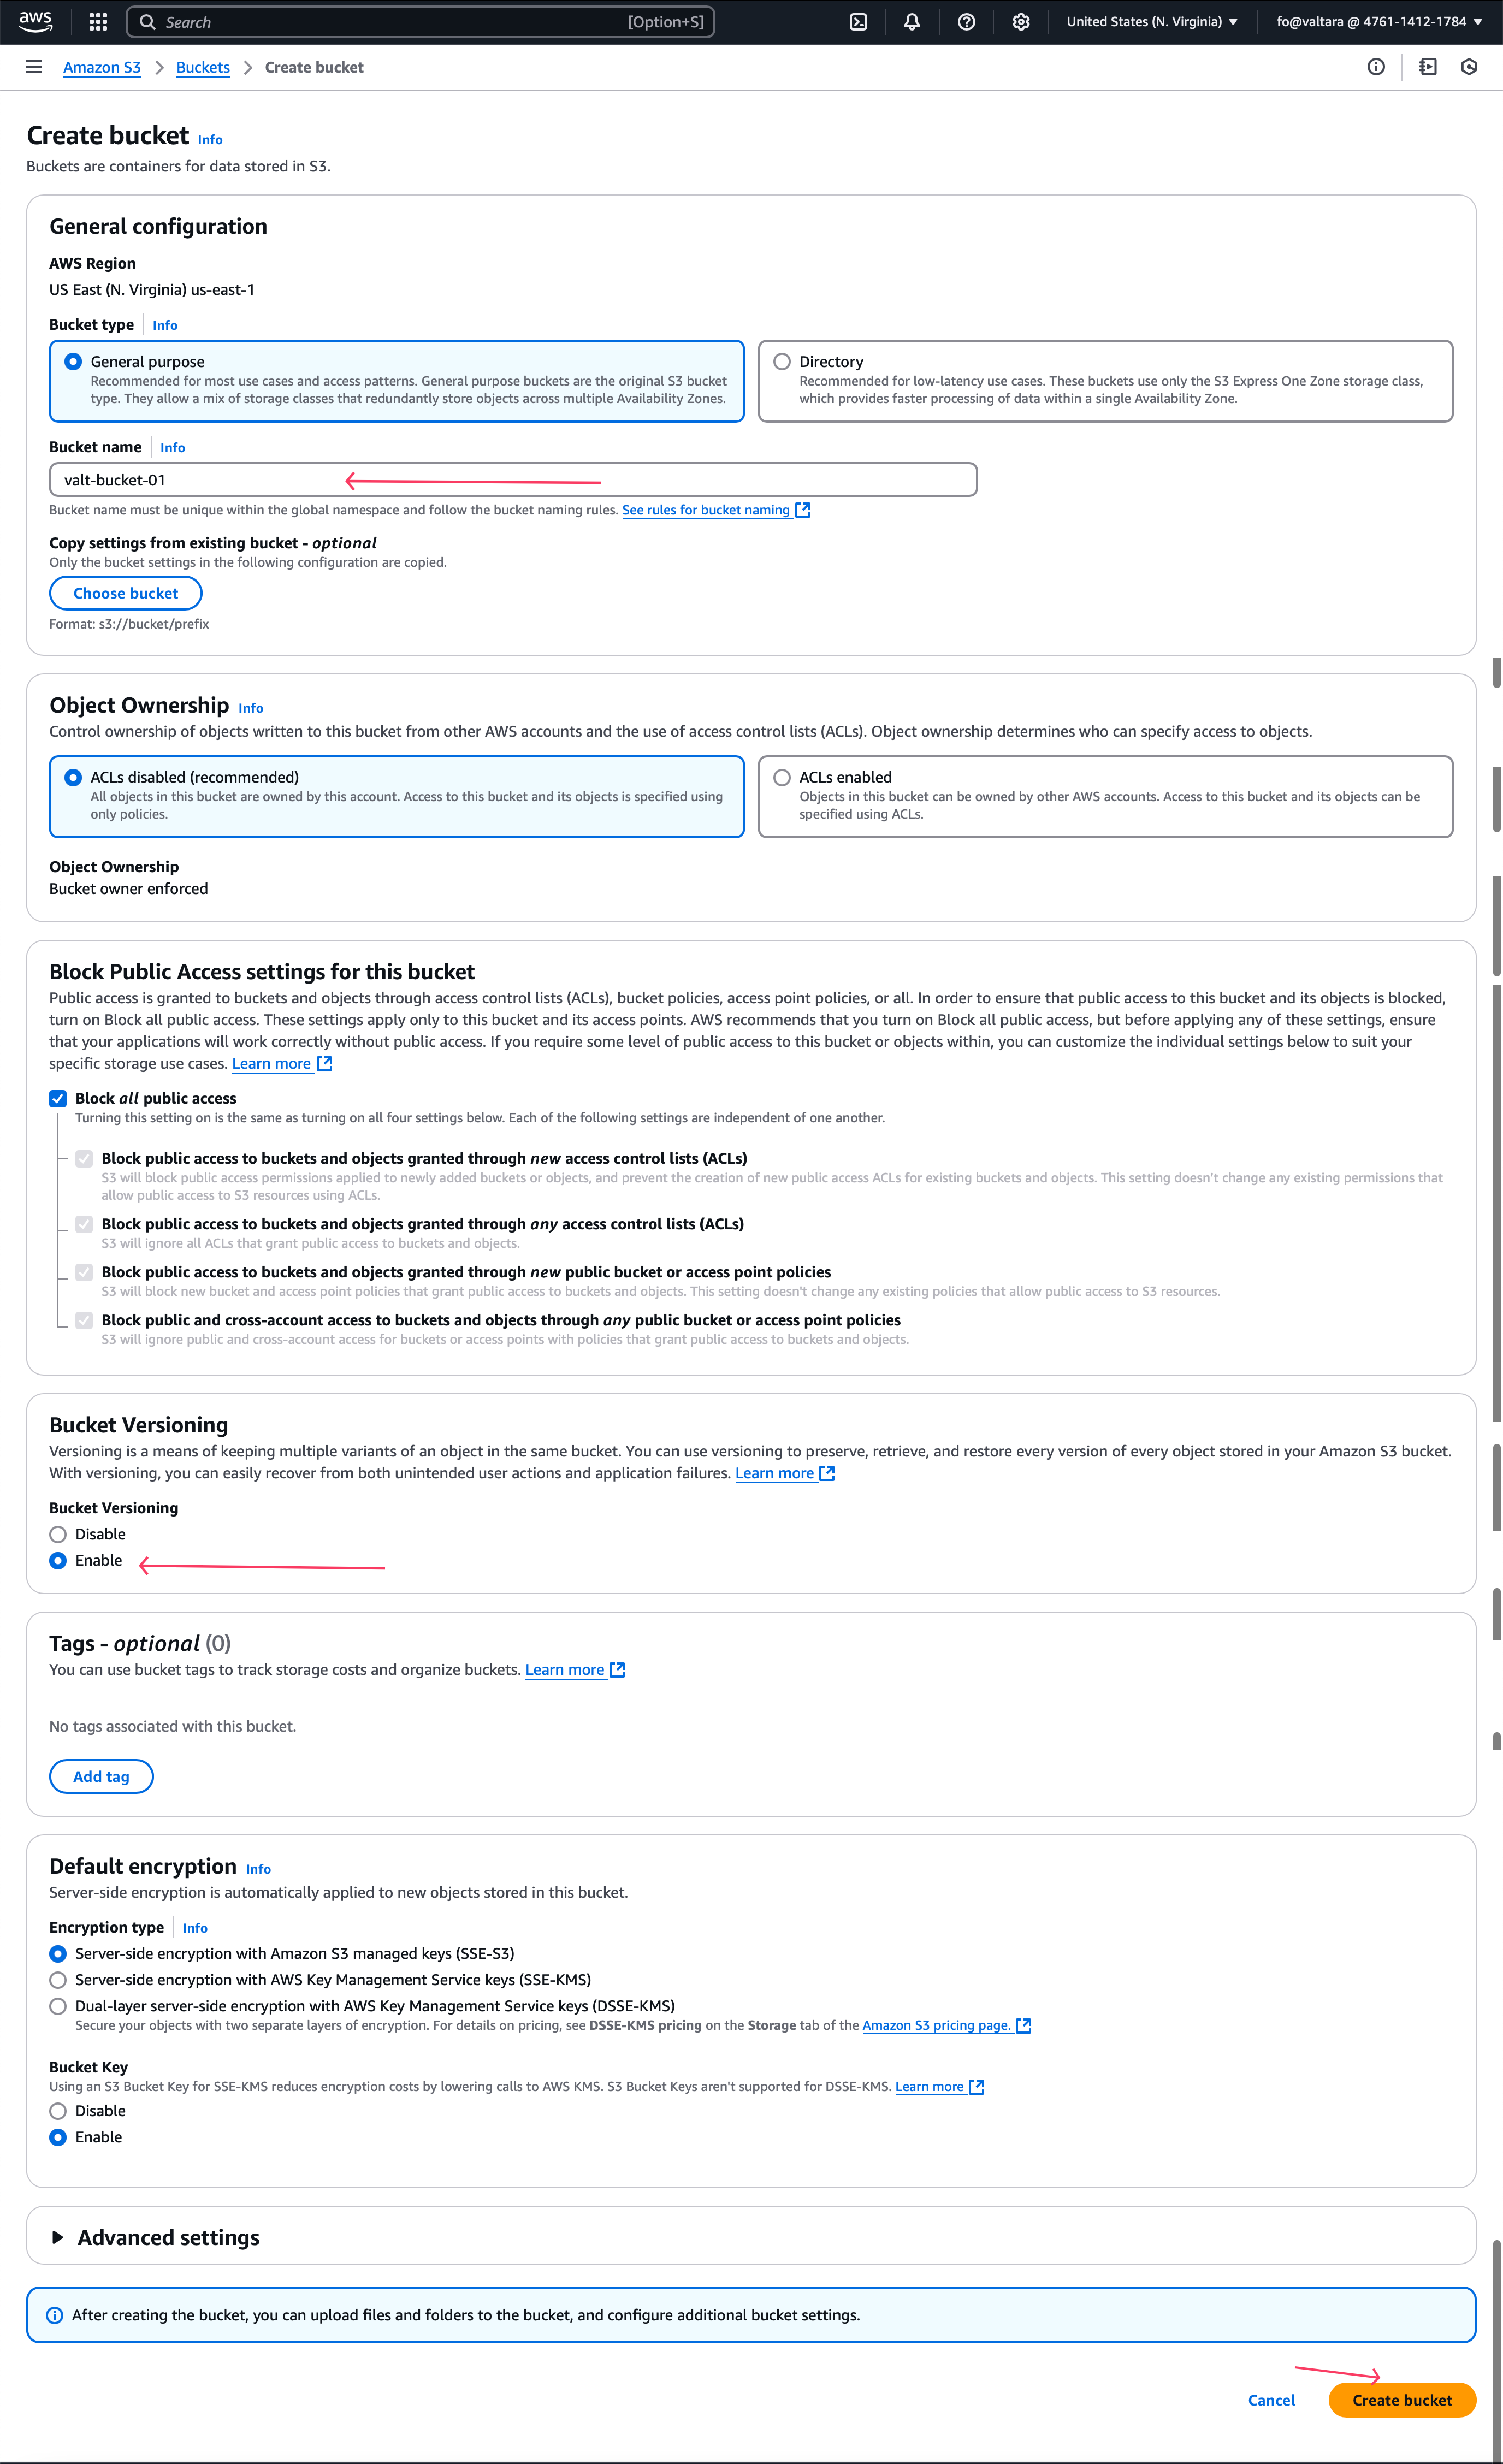 aws
Search
[Option+S]
United States (N. Virginia)
fo@valtara @ 4761-1412-1784
Amazon S3
Buckets
Create bucket
Create bucket Info
Buckets are containers for data stored in S3.
General configuration
AWS Region
US East (N. Virginia) us-east-1
Bucket type Info
General purpose
Recommended for most use cases and access patterns. General purpose buckets are the original S3 bucket
type. They allow a mix of storage classes that redundantly store objects across multiple Availability Zones.
Directory
Recommended for low-latency use cases. These buckets use only the S3 Express One Zone storage class,
which provides faster processing of data within a single Availability Zone.
Bucket name Info
valt-bucket-01
Bucket name must be unique within the global namespace and follow the bucket naming rules. See rules for bucket naming
Copy settings from existing bucket - optional
Only the bucket settings in the following configuration are copied.
Choose bucket
Format: s3://bucket/prefix
Object Ownership Info
Control ownership of objects written to this bucket from other AWS accounts and the use of access control lists (ACLs). Object ownership determines who can specify access to objects.
ACLs disabled (recommended)
All objects in this bucket are owned by this account. Access to this bucket and its objects is specified using
only policies.
ACLs enabled
Objects in this bucket can be owned by other AWS accounts. Access to this bucket and its objects can be
specified using ACLs.
Object Ownership
Bucket owner enforced
Block Public Access settings for this bucket
Public access is granted to buckets and objects through access control lists (ACLs), bucket policies, access point policies, or all. In order to ensure that public access to this bucket and its objects is blocked,
turn on Block all public access. These settings apply only to this bucket and its access points. AWS recommends that you turn on Block all public access, but before applying any of these settings, ensure
that your applications will work correctly without public access. If you require some level of public access to this bucket or objects within, you can customize the individual settings below to suit your
specific storage use cases. Learn more
Block all public access
Turning this setting on is the same as turning on all four settings below. Each of the following settings are independent of one another.
Block public access to buckets and objects granted through new access control lists (ACLs)
S3 will block public access permissions applied to newly added buckets or objects, and prevent the creation of new public access ACLs for existing buckets and objects. This setting doesn't change any existing permissions that
allow public access to S3 resources using ACLs.
Block public access to buckets and objects granted through any access control lists (ACLs)
S3 will ignore all ACLs that grant public access to buckets and objects.
Block public access to buckets and objects granted through new public bucket or access point policies
S3 will block new bucket and access point policies that grant public access to buckets and objects. This setting doesn't change any existing policies that allow public access to S3 resources.
Block public and cross-account access to buckets and objects through any public bucket or access point policies
S3 will ignore public and cross-account access for buckets or access points with policies that grant public access to buckets and objects.
Bucket Versioning
Versioning is a means of keeping multiple variants of an object in the same bucket. You can use versioning to preserve, retrieve, and restore every version of every object stored in your Amazon S3 bucket.
With versioning, you can easily recover from both unintended user actions and application failures. Learn more
Bucket Versioning
Disable
Enable
Tags - optional (0)
You can use bucket tags to track storage costs and organize buckets. Learn more
No tags associated with this bucket.
Add tag
Default encryption Info
Server-side encryption is automatically applied to new objects stored in this bucket.
Encryption type Info
Server-side encryption with Amazon S3 managed keys (SSE-S3)
Server-side encryption with AWS Key Management Service keys (SSE-KMS)
Dual-layer server-side encryption with AWS Key Management Service keys (DSSE-KMS)
Secure your objects with two separate layers of encryption. For details on pricing, see DSSE-KMS pricing on the Storage tab of the Amazon S3 pricing page.
Bucket Key
Using an S3 Bucket Key for SSE-KMS reduces encryption costs by lowering calls to AWS KMS. S3 Bucket Keys aren't supported for DSSE-KMS. Learn more
Disable
Enable
Advanced settings
After creating the bucket, you can upload files and folders to the bucket, and configure additional bucket settings.
Cancel
Create bucket